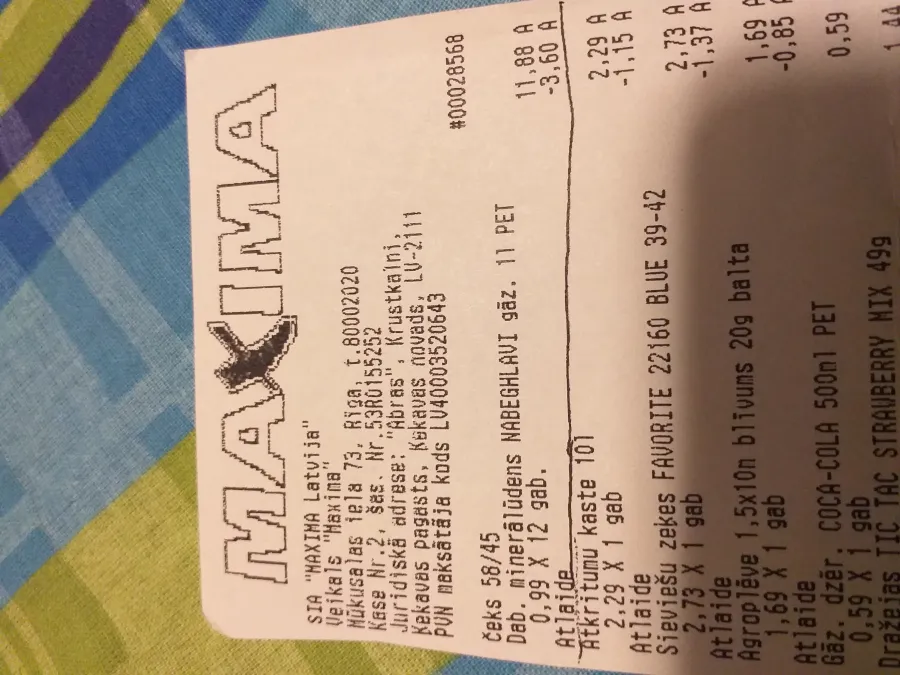 MAXIMA
SIA "MAXIMA Latvija"
Veikals "Maxima"
Mūkusalas iela 73, Rīga, t.80002020
Kase Nr.2, šas. Nr.53R0155252
Juridiskā adrese: "Abras", Krustkalni,
Ķekavas pagasts, Ķekavas novads, LV-2111
PVN maksātāja kods LV40003520643
#00028568
Čeks 58/45
Dab. minerālūdens NABEGHLAVI gāz. 1l PET
0,99 X 12 gab. 11,88 A
Atlaide -3,60 A
Atkritumu kaste 10l
2,29 X 1 gab 2,29 A
Atlaide -1,15 A
Sieviešu zeķes FAVORITE 22160 BLUE 39-42
2,73 X 1 gab 2,73 A
Atlaide -1,37 A
Agroplēve 1,5x10m blīvums 20g balta
1,69 X 1 gab 1,69 A
Atlaide -0,85 A
Gāz. dzēr. COCA-COLA 500ml PET
0,59 X 1 gab 0,59
Dražejas TIC TAC STRAWBERRY MIX 49g
1,44